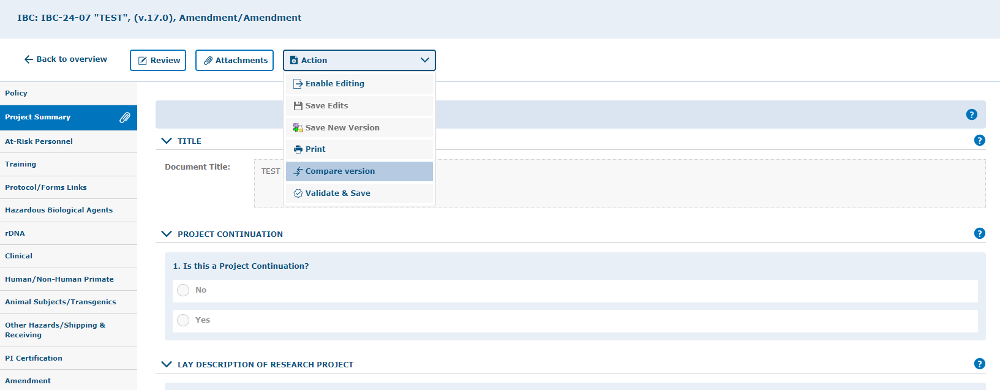 IBC: IBC-24-07 "TEST", (v.17.0), Amendment/Amendment
Back to overview
Review
Attachments
Action
Enable Editing
Save Edits
Save New Version
Print
Compare version
Validate & Save
Policy
Project Summary
At-Risk Personnel
Training
Protocol/Forms Links
Hazardous Biological Agents
rDNA
Clinical
Human/Non-Human Primate
Animal Subjects/Transgenics
Other Hazards/Shipping &
Receiving
PI Certification
Amendment
?
TITLE
?
Document Title:
TEST
PROJECT CONTINUATION
?
1. Is this a Project Continuation?
No
Yes
LAY DESCRIPTION OF RESEARCH PROJECT
?